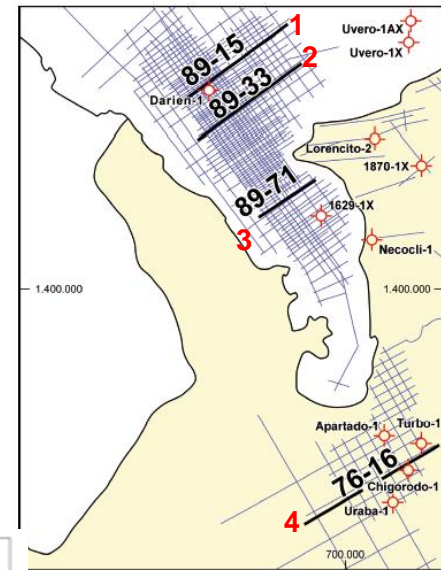 1
Uvero-1AX
2
Uvero-1X
89-15
Darien-1
89-33
Lorencito-2
1870-1X
89-71
1629-1X
3
Necocli-1
1.400.000
1.400.000
Apartado-1
Turbo-1
76-16
Chigorodo-1
Uraba-1
4
700.000